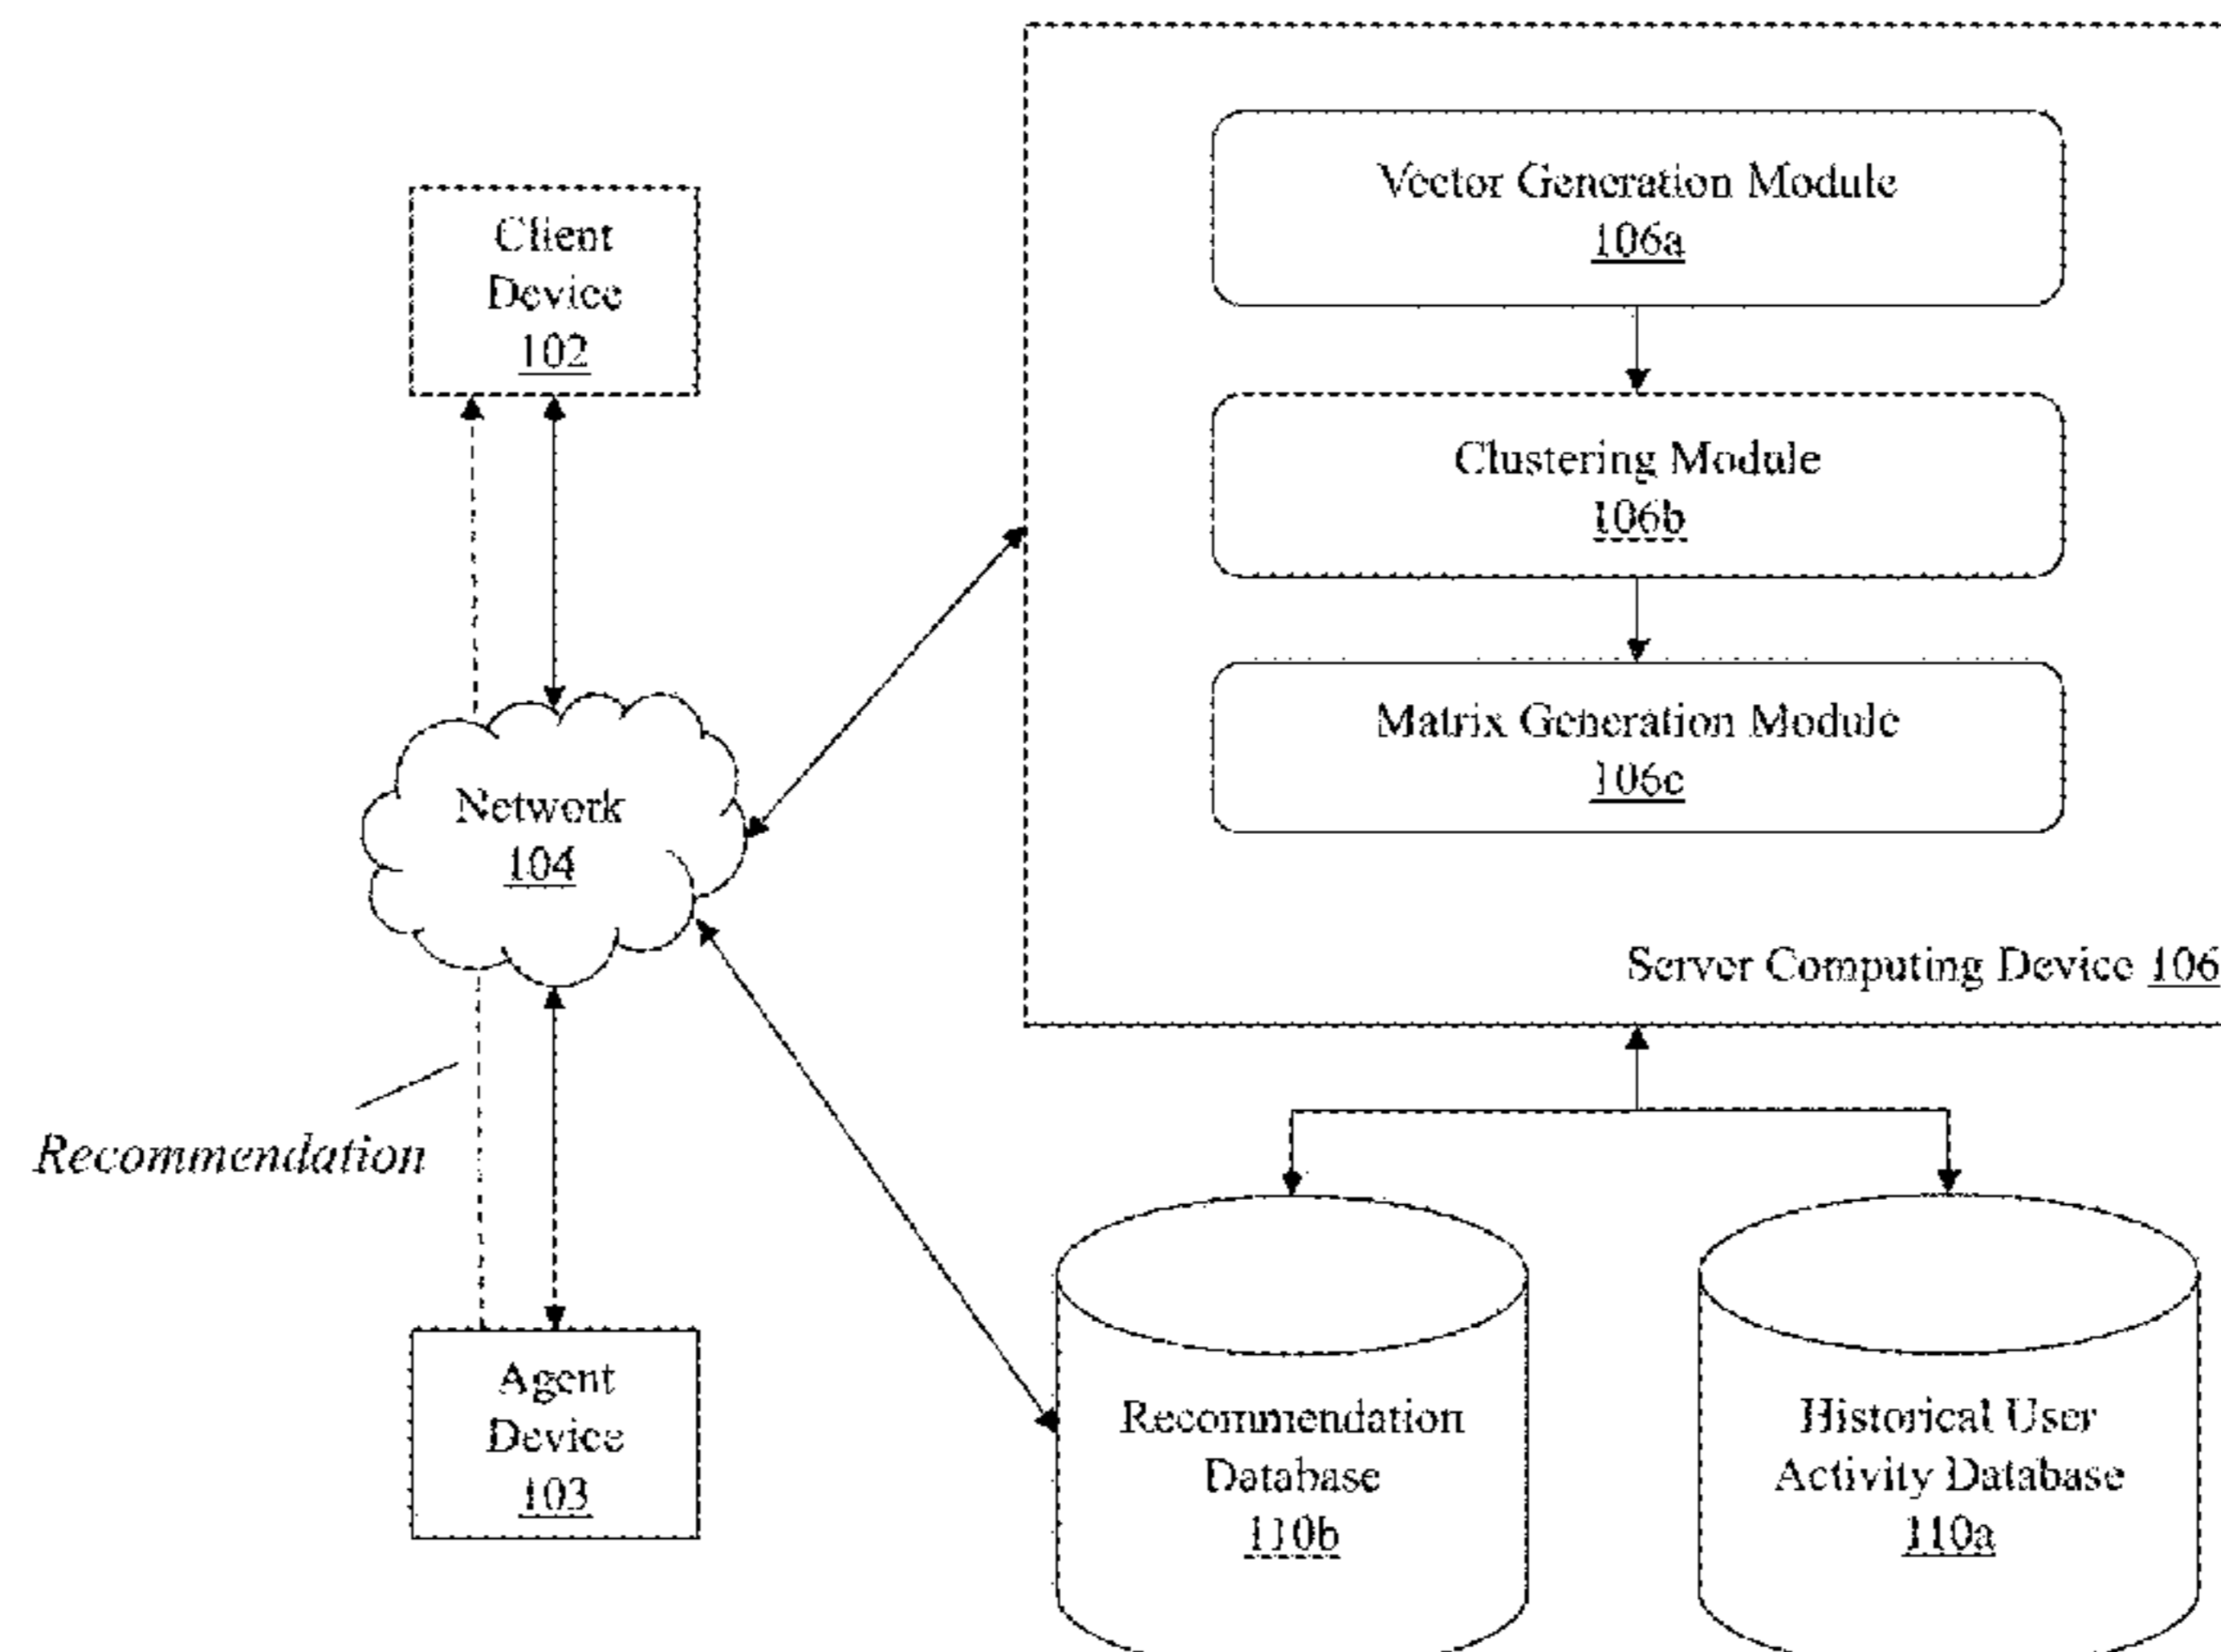 Client
Device
102
Network
104
Recommendation
Agent
Device
103
Vector Generation Module
106a
Clustering Module
106b
Matrix Generation Module
106c
Server Computing Device 106
Recommendation
Database
110b
Historical User
Activity Database
110a